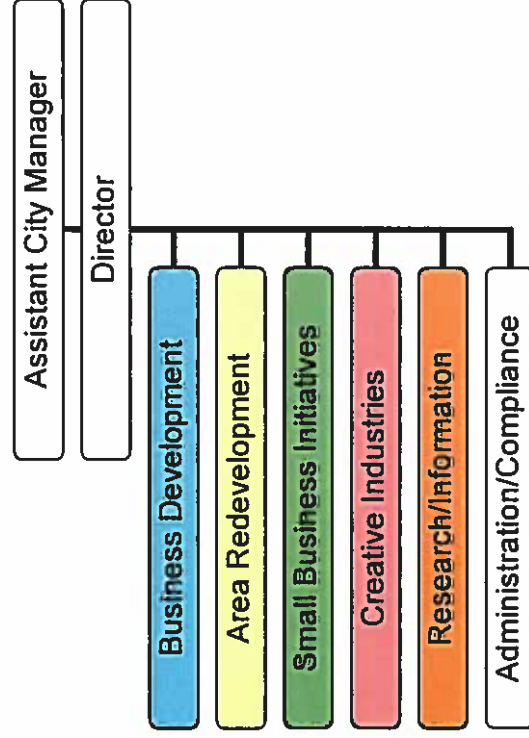 Assistant City Manager
Director
Business Development
Area Redevelopment
Small Business Initiatives
Creative Industries
Research/Information
Administration/Compliance